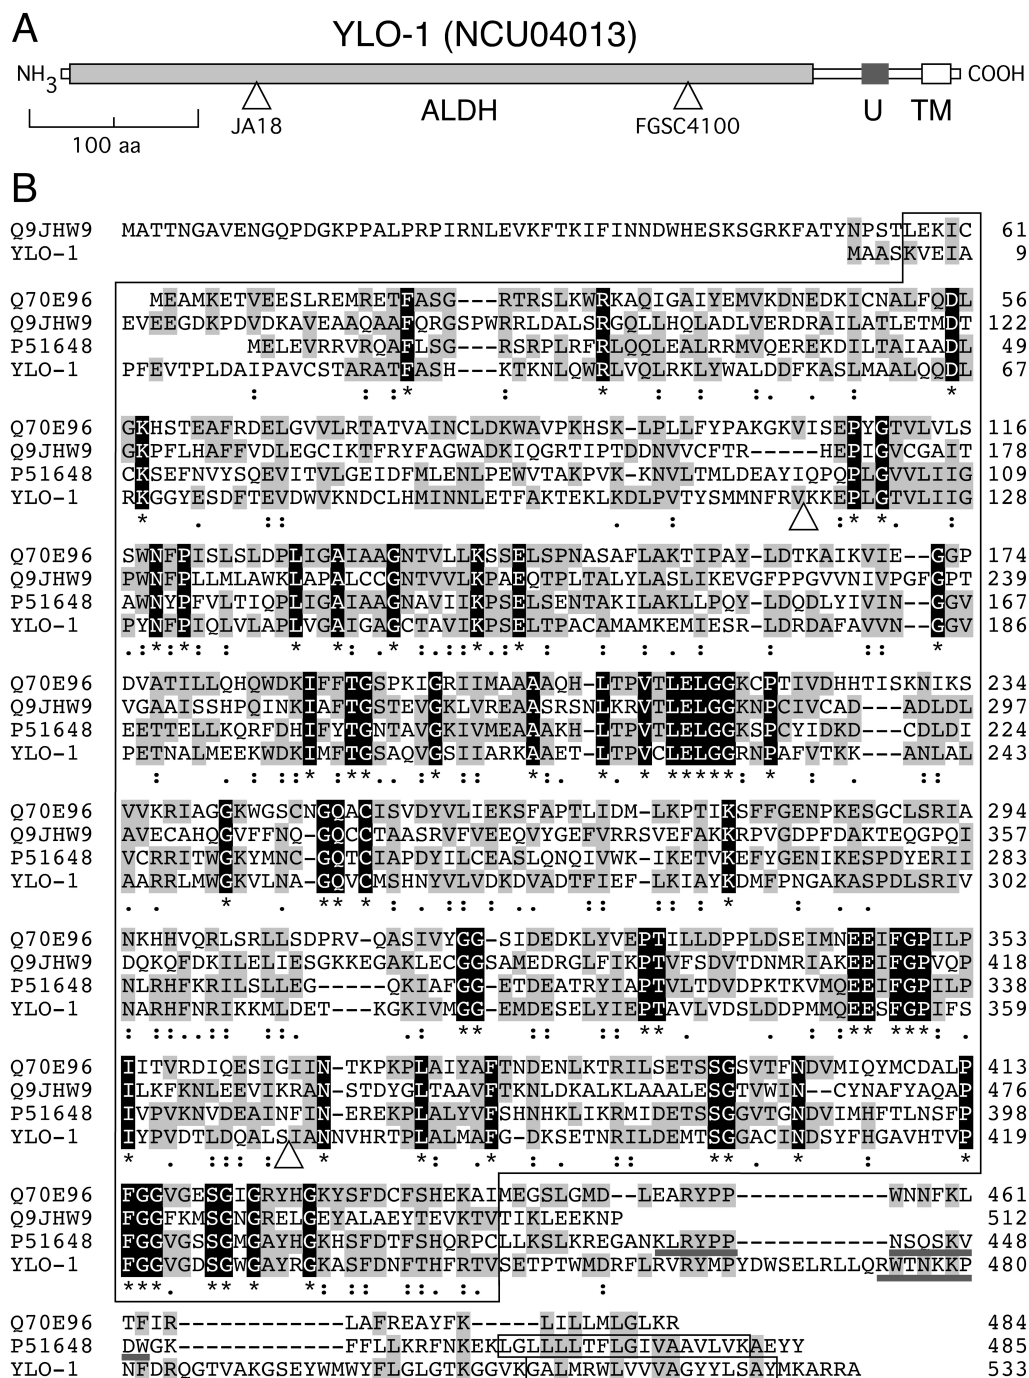 A
YLO-1 (NCU04013)
NH3 COOH
JA18 ALDH FGSC4100 U TM
100 aa
B
Q9JHW9 MATTNGAVENGQPDGKPPALPRPIRNLEVKFTKIFINNDWHESKSGRKFATYNPSTLEKIC 61
YLO-1 MAASKVEIA 9
Q70E96 MEAMKETVEESLREMRETFASG---RTRSLKWRKAQIGAIYEMVKDNEDKICNALFQDL 56
Q9JHW9 EVEEGDKPDVDKAVEAAQAAFQRGSPWRRLDALSRGQLLHQLADLVERDRAILATLETMDT 122
P51648 MELEVRRVRQAFLSG---RSRPLRFRLQQLEALRRMVQEREKDILTAIAADL 49
YLO-1 PFEVTPLDAIPAVCSTARATFASH---KTKNLQWRLVQLRKLYWALDDFKASLMAALQQDL 67
: : : * : * : : : : *
Q70E96 GKHSTEAFRDELGVVLRTATVAINCLDKWAVPKHSK-LPLLFYPAKGKVISEPYGTVLVLS 116
Q9JHW9 GKPFLHAFFVDLEGCIKTFRYFAGWADKIQGRTIPTDDNVVCFTR-----HEPIGVCGAIT 178
P51648 CKSEFNVYSQEVITVLGEIDFMLENLPEWVTAKPVK-KNVLTMLDEAYIQPQPLGVVLIIG 109
YLO-1 RKGGYESDFTEVDWVKNDCLHMINNLETFAKTEKLKDLPVTYSMMNFRVKKEPLGTVLIIG 128
* . :: . : :* *. :
Q70E96 SWNFPISLSLDPLIGAIAAGNTVLLKSSELSPNASAFLAKTIPAY-LDTKAIKVIE--GGP 174
Q9JHW9 PWNFPLLMLAWKLAPALCCGNTVVLKPAEQTPLTALYLASLIKEVGFPPGVVNIVPGFGPT 239
P51648 AWNYPFVLTIQPLIGAIAAGNAVIIKPSELSENTAKILAKLLPQY-LDQDLYIVIN--GGV 167
YLO-1 PYNFPIQLVLAPLVGAIGAGCTAVIKPSELTPACAMAMKEMIESR-LDRDAFAVVN--GGV 186
.:*:*: : * *: .* :.::*.:* : : : : :: *
Q70E96 DVATILLQHQWDKIFFTGSPKIGRIIMAAAAQH-LTPVTLELGGKCPTIVDHHTISKNIKS 234
Q9JHW9 VGAAISSHPQINKIAFTGSTEVGKLVREAASRSNLKRVTLELGGKNPCIVCAD---ADLDL 297
P51648 EETTELLKQRFDHIFYTGNTAVGKIVMEAAAKH-LTPVTLELGGKSPCYIDKD---CDLDI 224
YLO-1 PETNALMEEKWDKIMFTGSAQVGSIIARKAAET-LTPVCLELGGRNPAFVTKK---ANLAL 243
: : ::* :**.. :* :: *:. *. * *****: * : . ::
Q70E96 VVKRIAGGKWGSCNGQACISVDYVLIEKSFAPTLIDM-LKPTIKSFFGENPKESGCLSRIA 294
Q9JHW9 AVECAHQGVFFNQ-GQCCTAASRVFVEEQVYGEFVRRSVEFAKKRPVGDPFDAKTEQGPQI 357
P51648 VCRRITWGKYMNC-GQTCIAPDYILCEASLQNQIVWK-IKETVKEFYGENIKESPDYERII 283
YLO-1 AARRLMWGKVLNA-GQVCMSHNYVLVDKDVADTFIEF-LKIAYKDMFPNGAKASPDLSRIV 302
. . * . ** * : . :: : . :: :: : * : .
Q70E96 NKHHVQRLSRLLSDPRV-QASIVYGG-SIDEDKLYVEPTILLDPPLDSEIMNEEIFGPILP 353
Q9JHW9 DQKQFDKILELIESGKKEGAKLECGGSAMEDRGLFIKPTVFSDVTDNMRIAKEEIFGPVQP 418
P51648 NLRHFKRILSLLEG-----QKIAFGG-ETDEATRYIAPTVLTDVDPKTKVMQEEIFGPILP 338
YLO-1 NARHFNRIKKMLDET----KGKIVMGG-EMDESELYIEPTAVLVDSLDDPMMQEESFGPIFS 359
: ::.:: ::. : ** :: :: ** . . : :** ***: .
Q70E96 IITVRDIQESIGIIN-TKPKPLAIYAFTNDENLKTRILSETSSGSVTFNDVMIQYMCDALP 413
Q9JHW9 ILKFKNLEEVIKRAN-STDYGLTAAVFTKNLDKALKLAAALESGTVWIN--CYNAFYAQAP 476
P51648 IVPVKNVDEAINFIN-EREKPLALYVFSHNHKLIKRMIDETSSGGVTGNDVIMHFTLNSFP 398
YLO-1 IYPVDTLDQALSIANNVHRTPLALMAFG-DKSETNRILDEMTSGGACINDSYFHGAVHTVP 419
* . ::: : * *: .* : . :: ** . * : *
Q70E96 FGGVGESGIGRYHGKYSFDCFSHEKAIMEGSLGMD--LEARYPP-----------WNNFKL 461
Q9JHW9 FGGFKMSGNGRELGEYALAEYTEVKTVTIKLEEKNP 512
P51648 FGGVGSSGMGAYHGKHSFDTFSHQRPCLLKSLKREGANKLRYPP-----------NSQSKV 448
YLO-1 FGGVGDSGWGAYRGKASFDNFTHFRTVSETPTWMDRFLRVRYMPYDWSELRLLQRWTNKKP 480
***. ** * * :: :. :. :
Q70E96 TFIR------------LAFREAYFK-----LILLMLGLKR 484
P51648 DWGK------------FFLLKRFNKEKLGLLLLTFLGIVAAVLVKAEYY 485
YLO-1 NFDRQGTVAKGSEYWMWYFLGLGTKGGVKGALMRWLVVVAGYYLSAYMKARRA 533